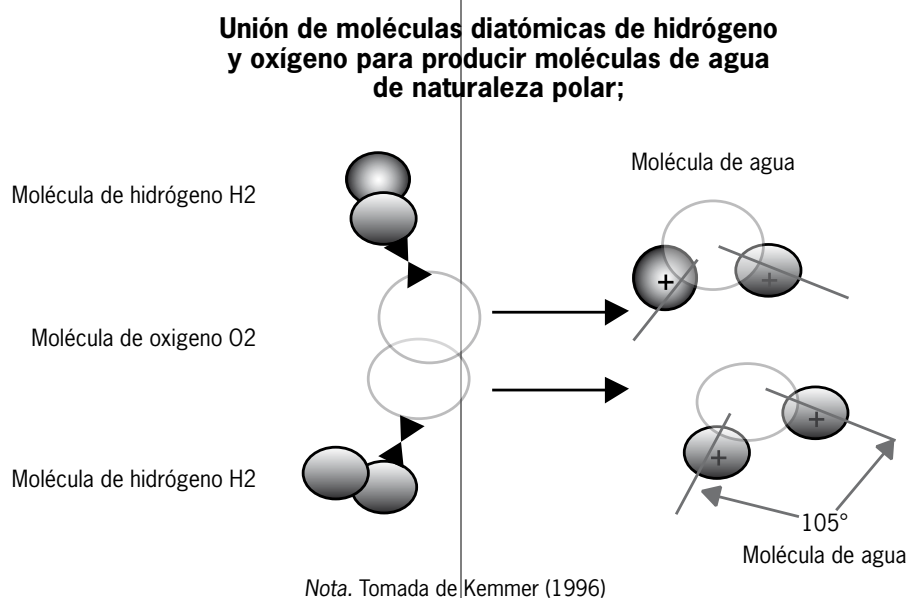 Unión de moléculas diatómicas de hidrógeno
y oxígeno para producir moléculas de agua
de naturaleza polar;
Molécula de agua
Molécula de hidrógeno H2
+
+
Molécula de oxigeno O2
+
+
Molécula de hidrógeno H2
105°
Molécula de agua
Nota. Tomada de Kemmer (1996)